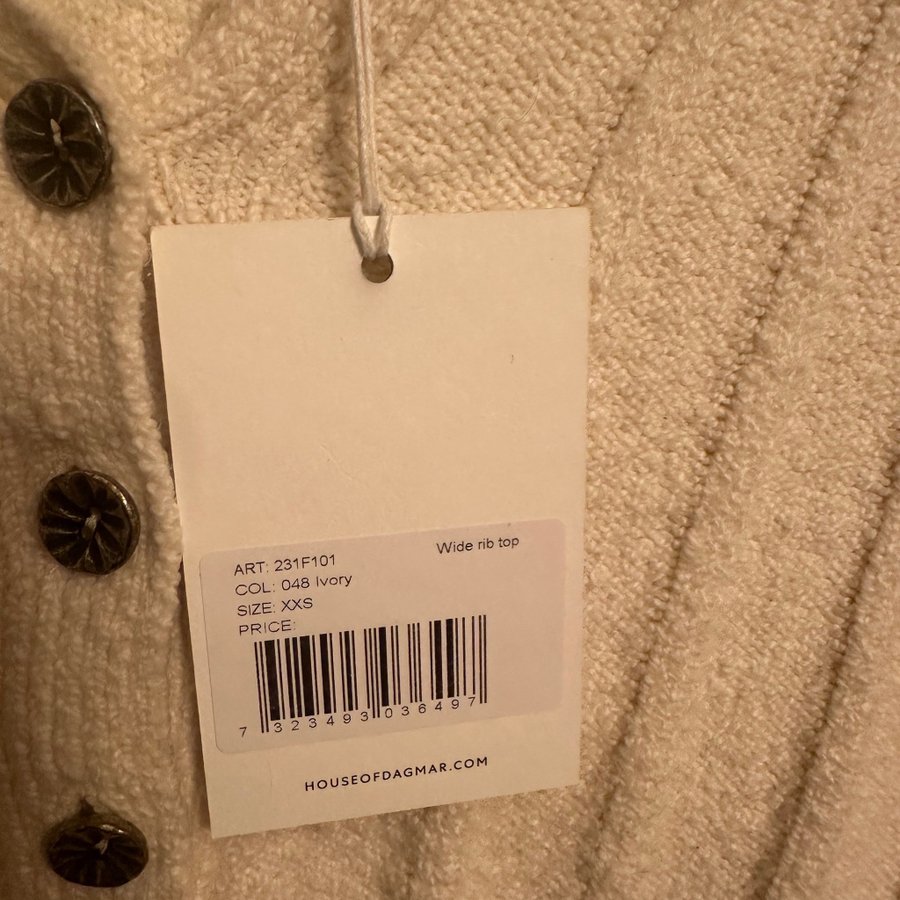 Wide rib top
ART: 231F101
COL: 048 Ivory
SIZE: XXS
PRICE:
7 323493 036497
HOUSEOFDAGMAR.COM